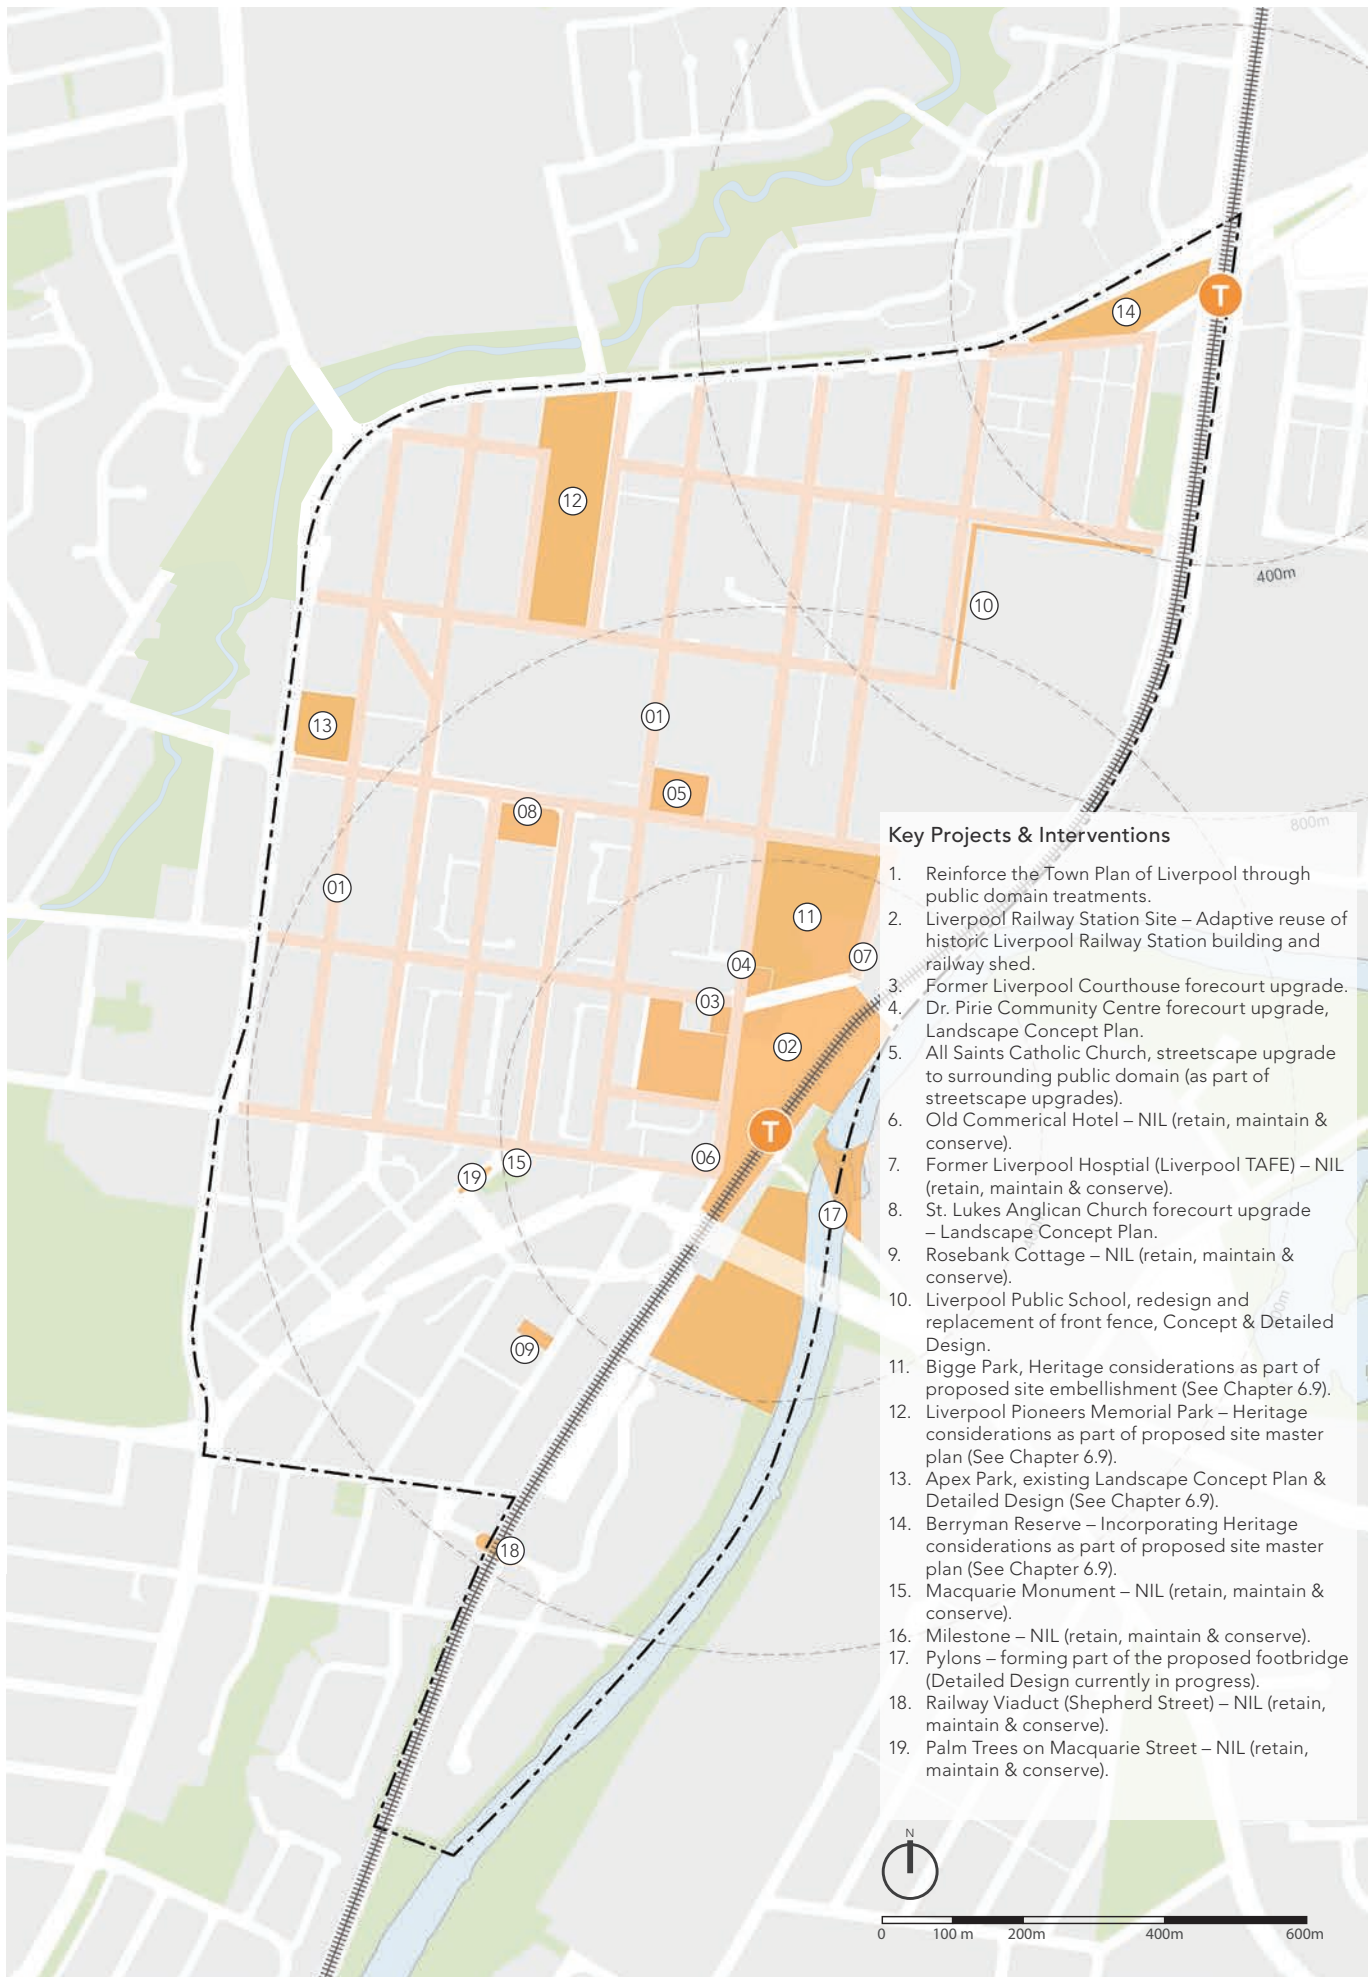 T
14
12
400m
10
01
13
05
08
800m
01
11
07
04
03
02
T
06
15
19
17
09
18
Key Projects & Interventions
1. Reinforce the Town Plan of Liverpool through
public domain treatments.
2. Liverpool Railway Station Site – Adaptive reuse of
historic Liverpool Railway Station building and
railway shed.
3. Former Liverpool Courthouse forecourt upgrade.
4. Dr. Pirie Community Centre forecourt upgrade,
Landscape Concept Plan.
5. All Saints Catholic Church, streetscape upgrade
to surrounding public domain (as part of
streetscape upgrades).
6. Old Commerical Hotel – NIL (retain, maintain &
conserve).
7. Former Liverpool Hosptial (Liverpool TAFE) – NIL
(retain, maintain & conserve).
8. St. Lukes Anglican Church forecourt upgrade
– Landscape Concept Plan.
9. Rosebank Cottage – NIL (retain, maintain &
conserve).
10. Liverpool Public School, redesign and
replacement of front fence, Concept & Detailed
Design.
11. Bigge Park, Heritage considerations as part of
proposed site embellishment (See Chapter 6.9).
12. Liverpool Pioneers Memorial Park – Heritage
considerations as part of proposed site master
plan (See Chapter 6.9).
13. Apex Park, existing Landscape Concept Plan &
Detailed Design (See Chapter 6.9).
14. Berryman Reserve – Incorporating Heritage
considerations as part of proposed site master
plan (See Chapter 6.9).
15. Macquarie Monument – NIL (retain, maintain &
conserve).
16. Milestone – NIL (retain, maintain & conserve).
17. Pylons – forming part of the proposed footbridge
(Detailed Design currently in progress).
18. Railway Viaduct (Shepherd Street) – NIL (retain,
maintain & conserve).
19. Palm Trees on Macquarie Street – NIL (retain,
maintain & conserve).
N
0 100 m 200m 400m 600m